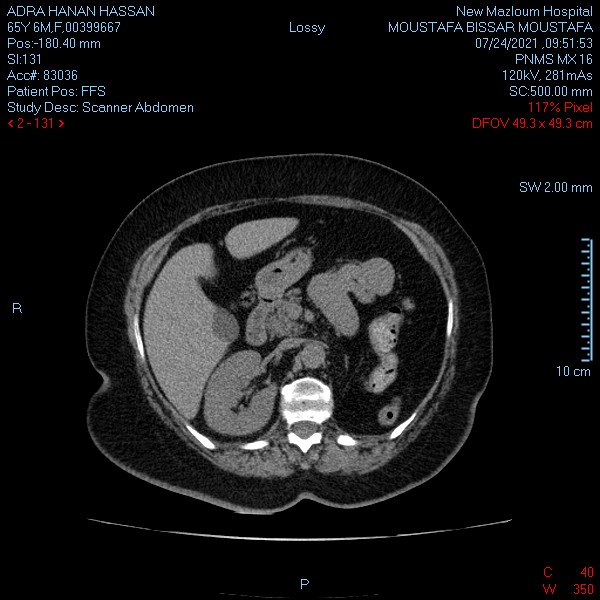 ADRA HANAN HASSAN
65Y 6M,F,00399667
Pos:-180.40 mm
SI:131
Acc#: 83036
Patient Pos: FFS
Study Desc: Scanner Abdomen
< 2 - 131 >
Lossy
New Mazloum Hospital
MOUSTAFA BISSAR MOUSTAFA
07/24/2021 ,09:51:53
PNMS MX 16
120kV, 281mAs
SC:500.00 mm
117% Pixel
DFOV 49.3 x 49.3 cm
SW 2.00 mm
R
10 cm
P
C 40
W 350